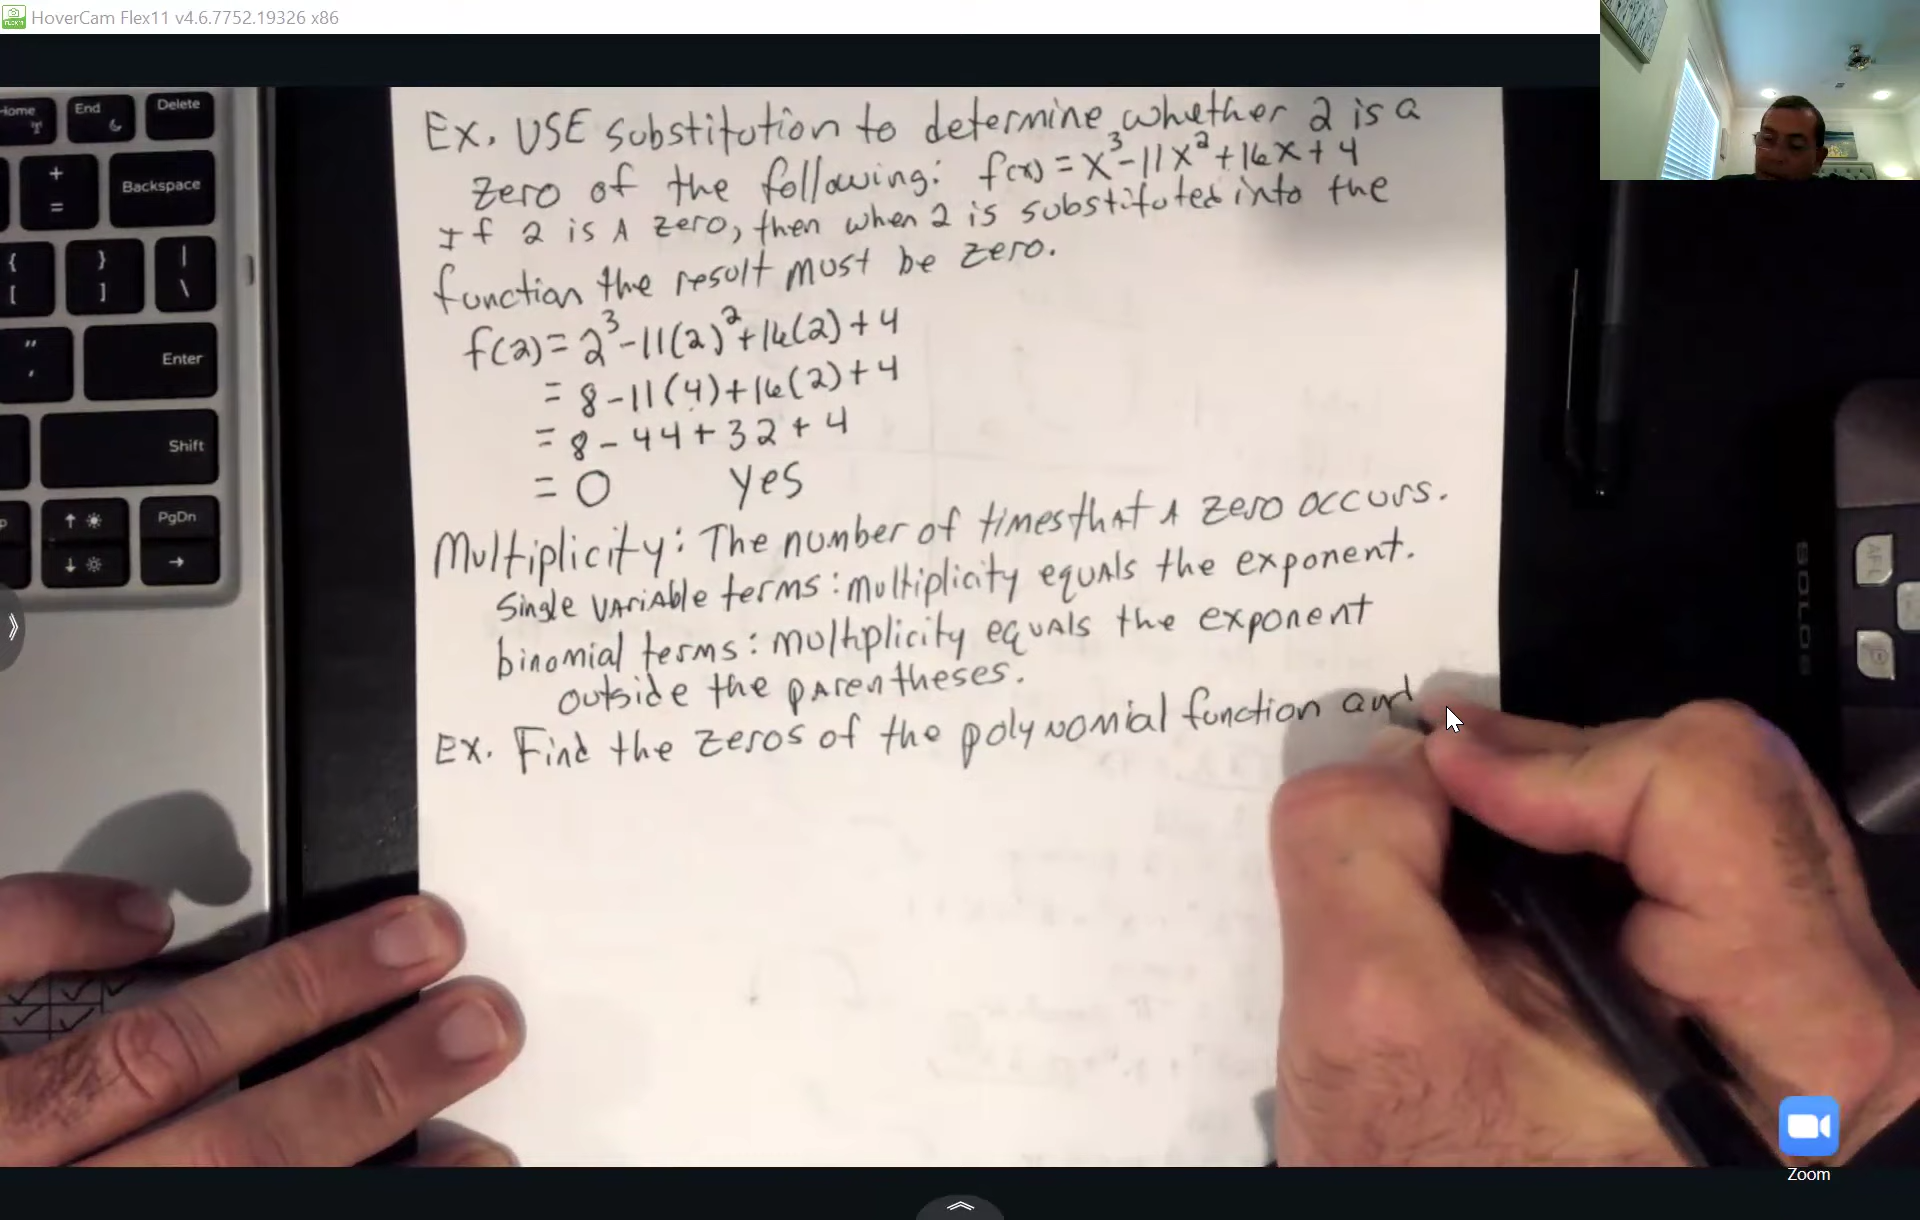 HoverCam Flex11 v4.6.7752.19326 x86
Ex. USE substitution to determine whether 2 is a
zero of the following: f(x) = x³-11x²+16x+4
If 2 is A zero, then when 2 is substituted into the
function the result must be zero.
f(2) = 2³-11(2)²+16(2)+4
= 8-11(4)+16(2)+4
= 8-44+32+4
= 0 yes
Multiplicity: The number of times that A zero occurs.
Single variable terms: multiplicity equals the exponent.
binomial terms: multiplicity equals the exponent
outside the parentheses.
Ex. Find the zeros of the polynomial function and
Home
End
Delete
+
=
Backspace
{
[
}
]
|
\
"
'
Enter
Shift
PgDn
SOLO
Zoom